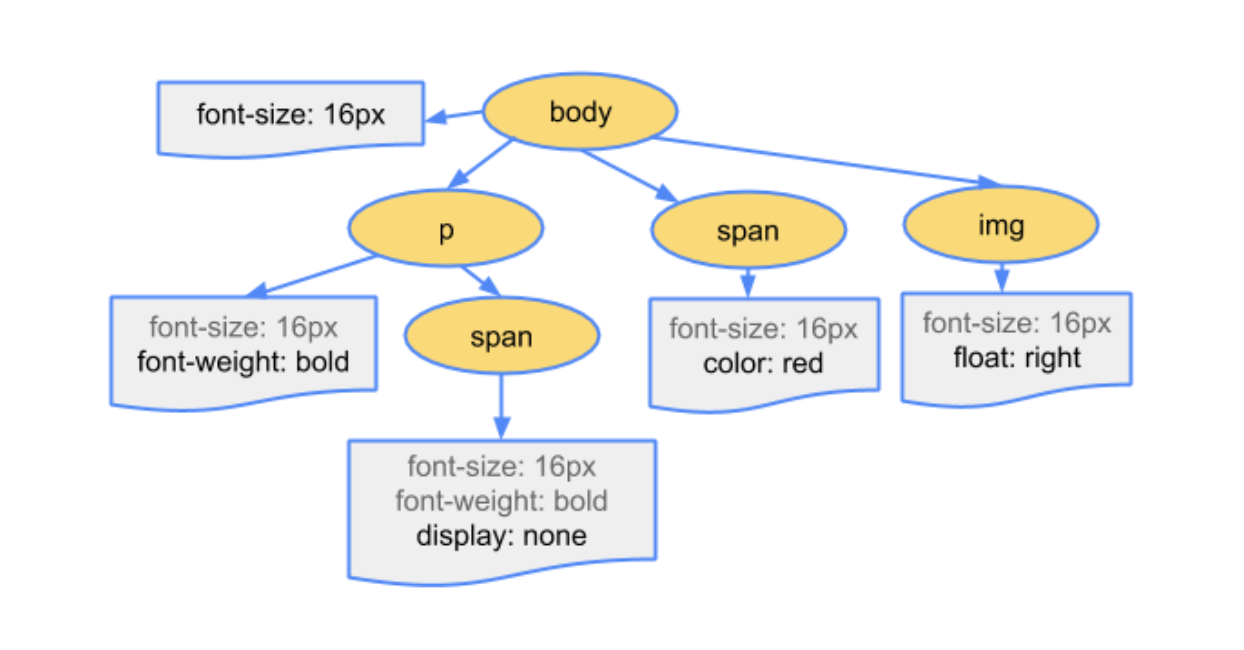 font-size: 16px
body
p
span
img
font-size: 16px
font-weight: bold
span
font-size: 16px
color: red
font-size: 16px
float: right
font-size: 16px
font-weight: bold
display: none